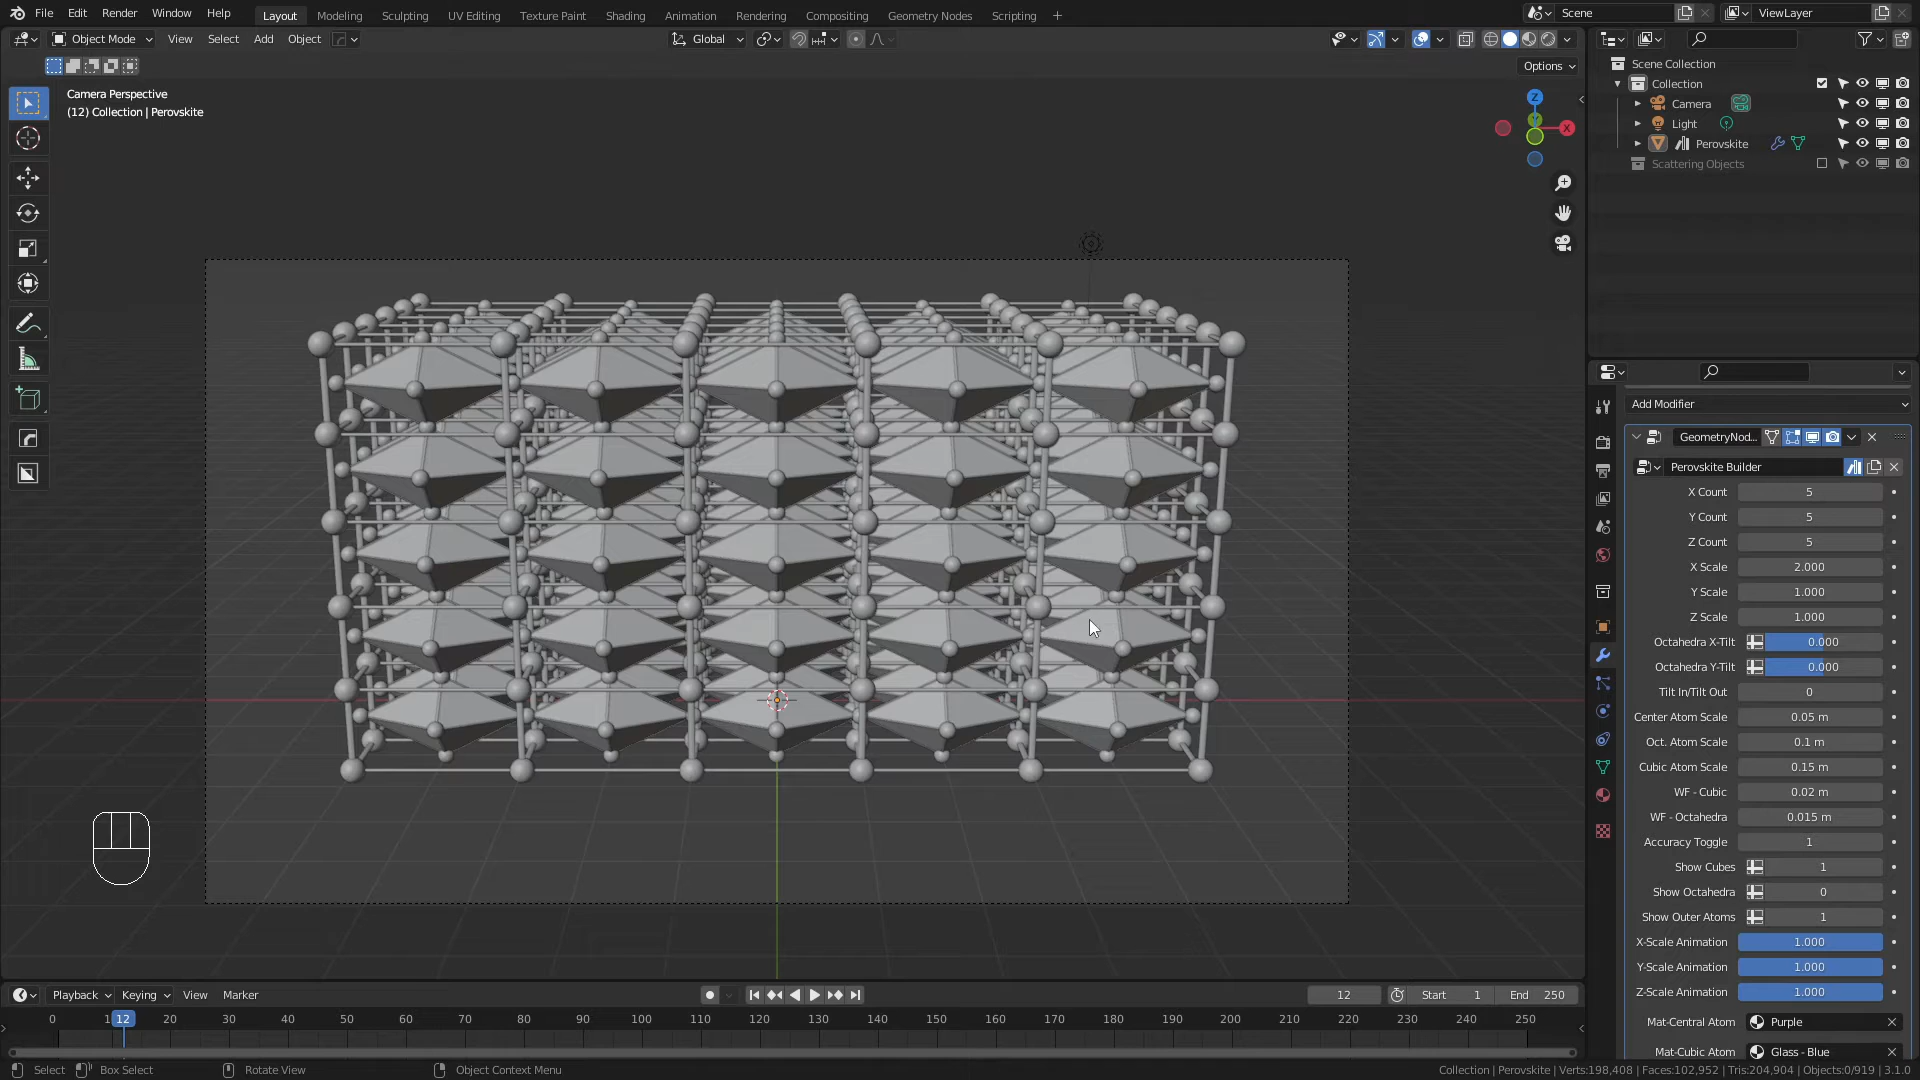 File Edit Render Window Help Layout Modeling Sculpting UV Editing Texture Paint Shading Animation Rendering Compositing Geometry Nodes Scripting + Scene ViewLayer
Object Mode View Select Add Object Global
Options
Camera Perspective
(12) Collection | Perovskite
Z
Y
X
Scene Collection
Collection
Camera
Light
Perovskite
Scattering Objects
Add Modifier
GeometryNod...
Perovskite Builder
X Count 5
Y Count 5
Z Count 5
X Scale 2.000
Y Scale 1.000
Z Scale 1.000
Octahedra X-Tilt 0.000
Octahedra Y-Tilt 0.000
Tilt In/Tilt Out 0
Center Atom Scale 0.05 m
Oct. Atom Scale 0.1 m
Cubic Atom Scale 0.15 m
WF - Cubic 0.02 m
WF - Octahedra 0.015 m
Accuracy Toggle 1
Show Cubes 1
Show Octahedra 0
Show Outer Atoms 1
X-Scale Animation 1.000
Y-Scale Animation 1.000
Z-Scale Animation 1.000
Mat-Central Atom Purple
Mat-Cubic Atom Glass - Blue
Playback Keying View Marker 12 Start 1 End 250
0 1 12 20 30 40 50 60 70 80 90 100 110 120 130 140 150 160 170 180 190 200 210 220 230 240 250
Select Box Select Rotate View Object Context Menu Collection | Perovskite | Verts:198,408 | Faces:102,952 | Tris:204,904 | Objects:0/919 | 3.1.0